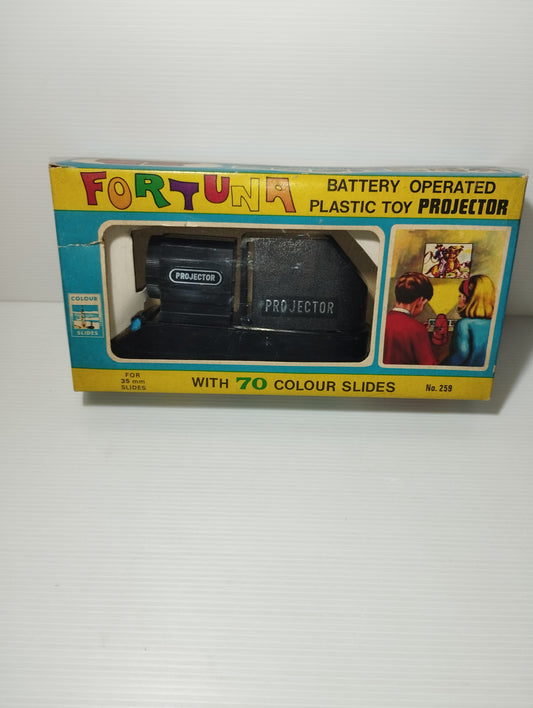 FORTUNA
BATTERY OPERATED
PLASTIC TOY PROJECTOR
PROJECTOR
PROJECTOR
COLOUR
SLIDES
FOR
35 mm
SLIDES
WITH 70 COLOUR SLIDES
No. 259